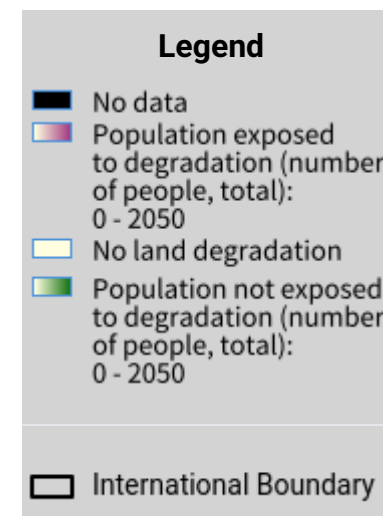 Legend
No data
Population exposed
to degradation (number
of people, total):
0 - 2050
No land degradation
Population not exposed
to degradation (number
of people, total):
0 - 2050
International Boundary